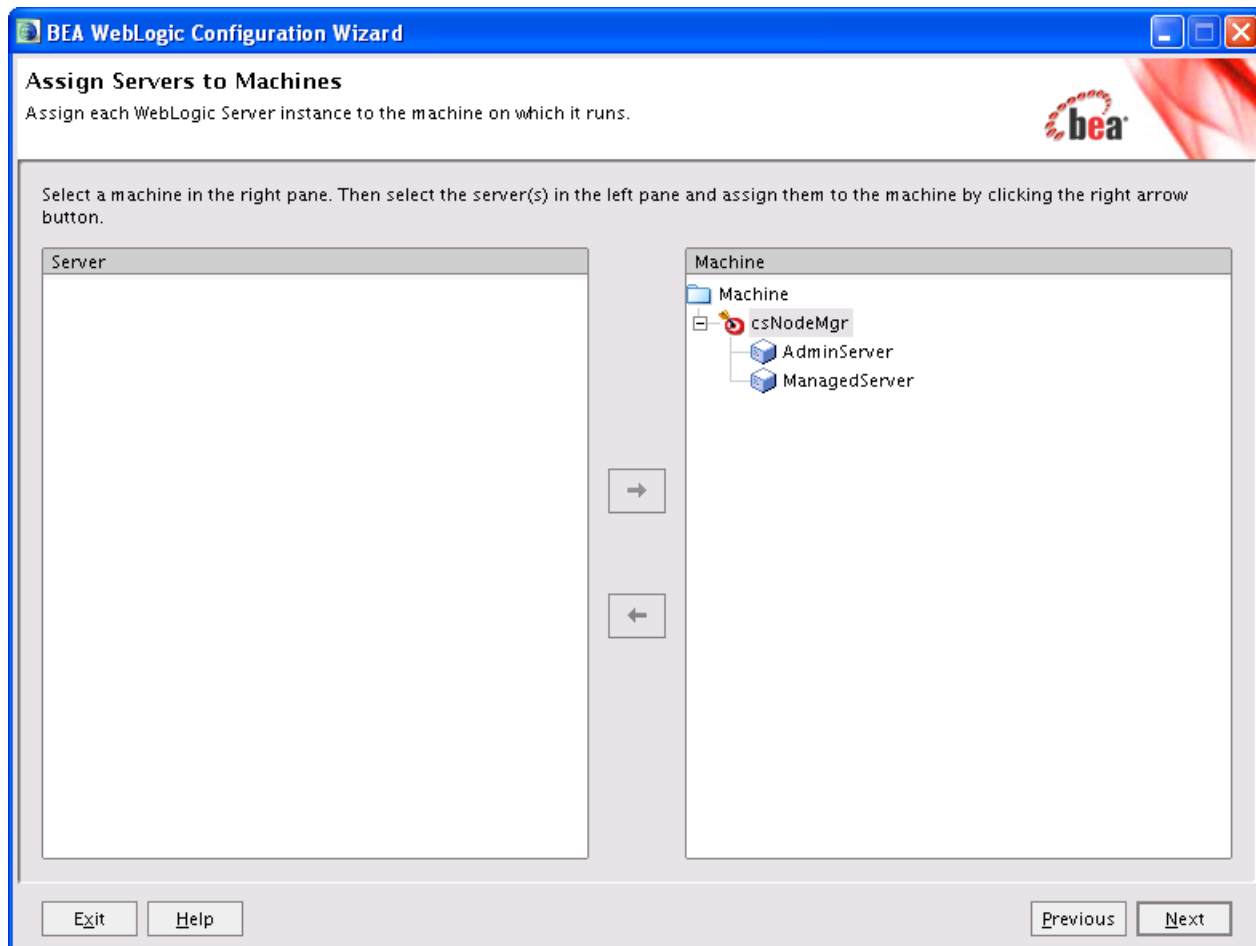 BEA WebLogic Configuration Wizard
Assign Servers to Machines
Assign each WebLogic Server instance to the machine on which it runs.
bea
Select a machine in the right pane. Then select the server(s) in the left pane and assign them to the machine by clicking the right arrow
button.
Server
Machine
Machine
csNodeMgr
AdminServer
ManagedServer
Exit
Help
Previous
Next